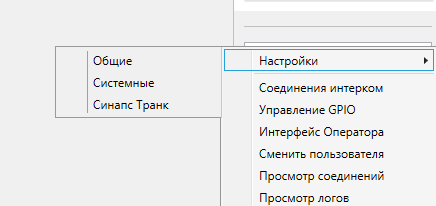 Общие
Системные
Синапс Транк
Настройки
Соединения интерком
Управление GPIO
Интерфейс Оператора
Сменить пользователя
Просмотр соединений
Просмотр логов